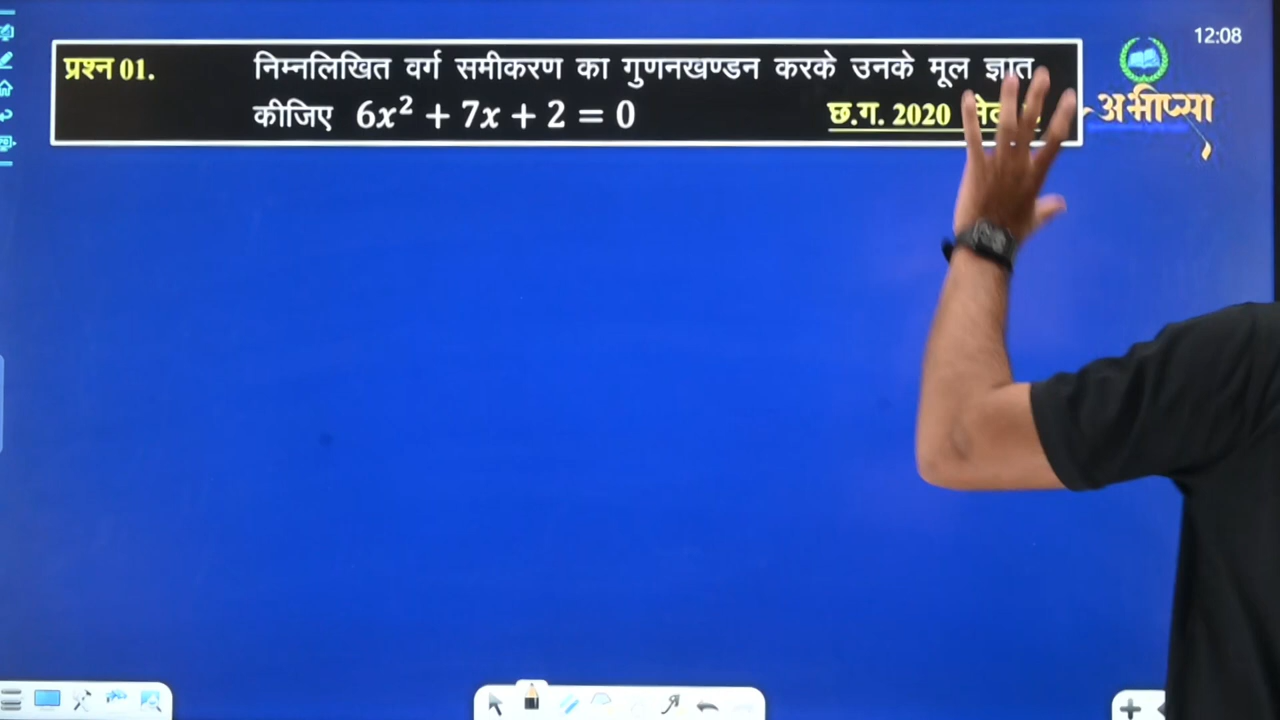 12:08
प्रश्न 01. निम्नलिखित वर्ग समीकरण का गुणनखण्डन करके उनके मूल ज्ञात
कीजिए 6x² + 7x + 2 = 0 छ.ग. 2020
अभीप्सा